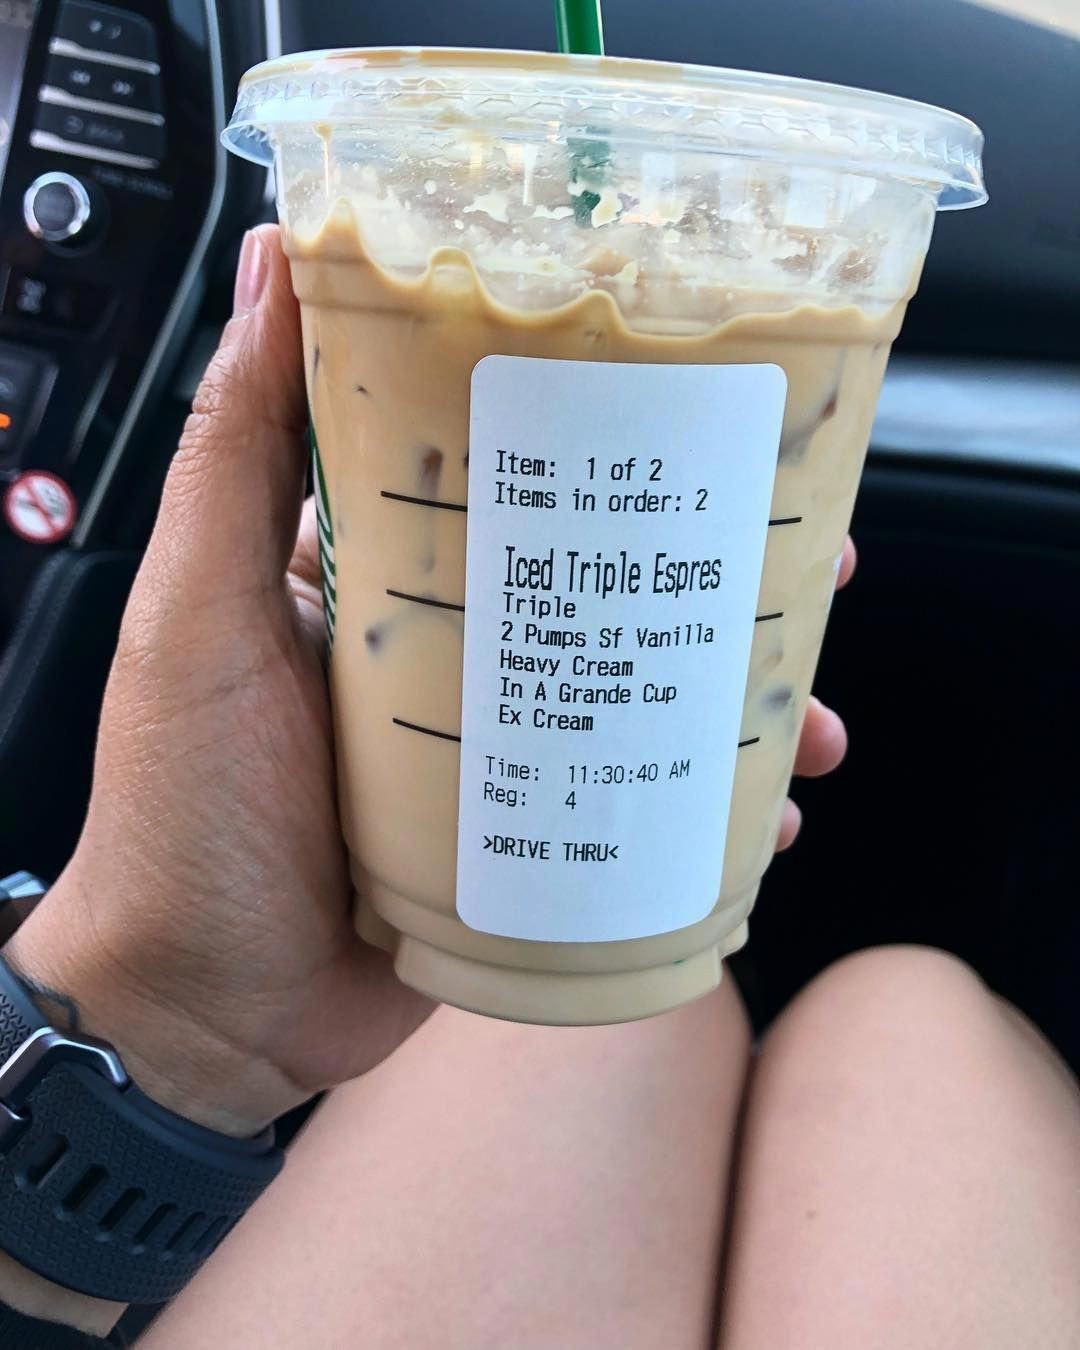 Item: 1 of 2
Items in order: 2
Iced Triple Espres
Triple
2 Pumps Sf Vanilla
Heavy Cream
In A Grande Cup
Ex Cream
Time: 11:30:40 AM
Reg: 4
>DRIVE THRU<